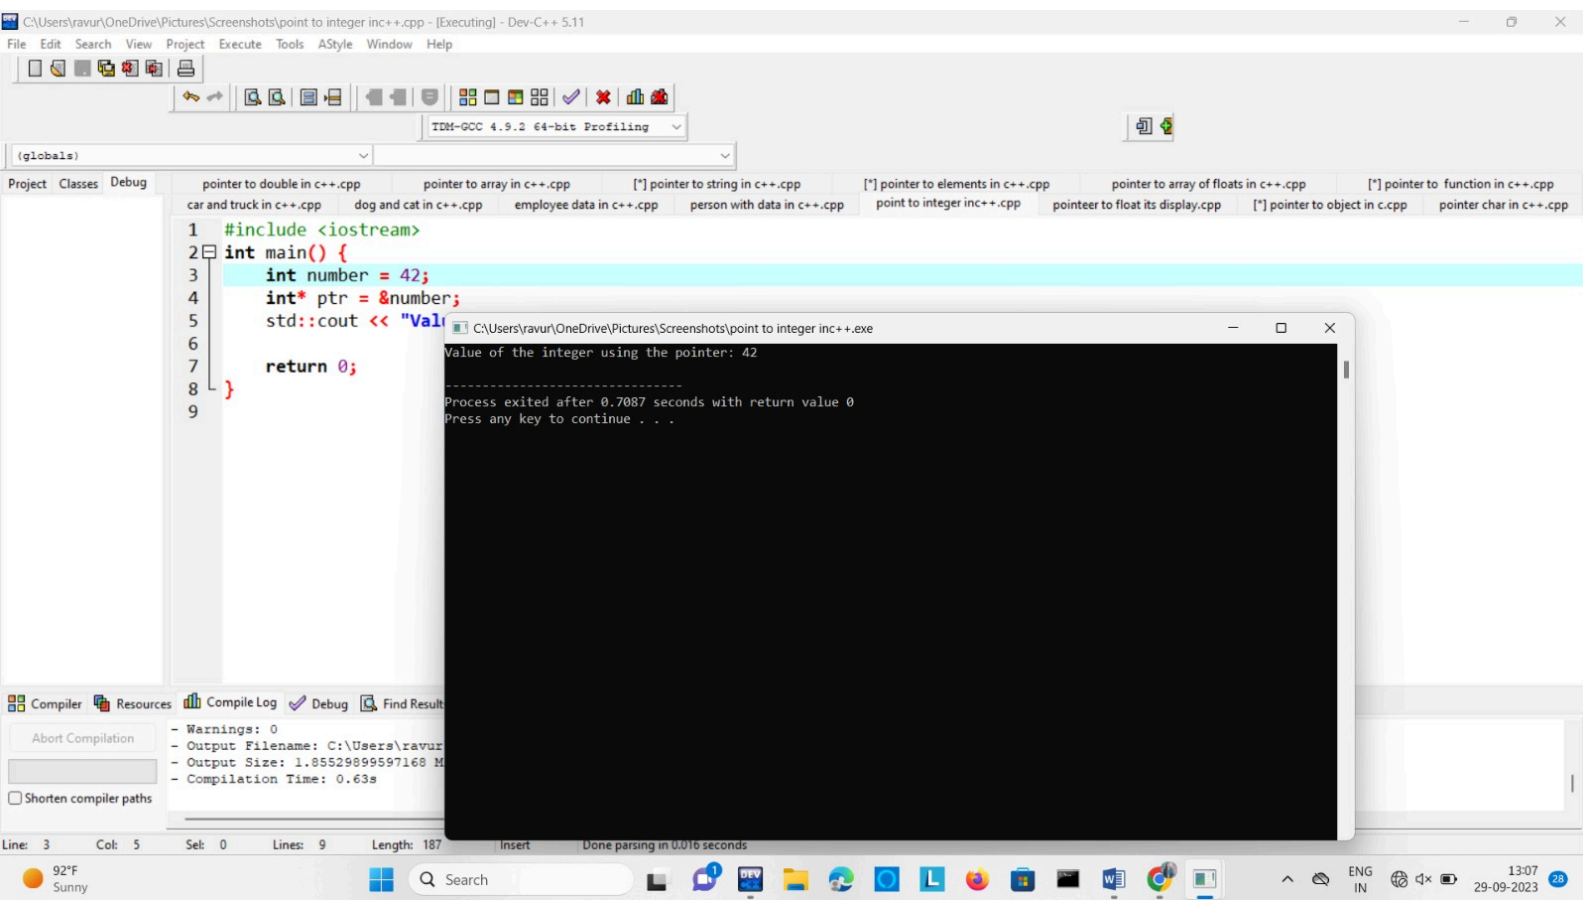 C:\Users\ravur\OneDrive\Pictures\Screenshots\point to integer inc++.cpp - [Executing] - Dev-C++ 5.11
File Edit Search View Project Execute Tools AStyle Window Help
TDM-GCC 4.9.2 64-bit Profiling
(globals)
Project Classes Debug
pointer to double in c++.cpp pointer to array in c++.cpp [*] pointer to string in c++.cpp [*] pointer to elements in c++.cpp pointer to array of floats in c++.cpp [*] pointer to function in c++.cpp
car and truck in c++.cpp dog and cat in c++.cpp employee data in c++.cpp person with data in c++.cpp point to integer inc++.cpp pointeer to float its display.cpp [*] pointer to object in c.cpp pointer char in c++.cpp
1 #include <iostream>
2 int main() {
3 int number = 42;
4 int* ptr = &number;
5 std::cout << "Valu
6
7 return 0;
8 }
9
C:\Users\ravur\OneDrive\Pictures\Screenshots\point to integer inc++.exe
Value of the integer using the pointer: 42
--------------------------------
Process exited after 0.7087 seconds with return value 0
Press any key to continue . . .
Compiler Resources Compile Log Debug Find Results
Abort Compilation
Shorten compiler paths
- Warnings: 0
- Output Filename: C:\Users\ravur
- Output Size: 1.85529899597168 M
- Compilation Time: 0.63s
Line: 3 Col: 5 Sel: 0 Lines: 9 Length: 187 Insert Done parsing in 0.016 seconds
92°F
Sunny
Search
1
DEV
L
W
ENG
IN
13:07
29-09-2023
28